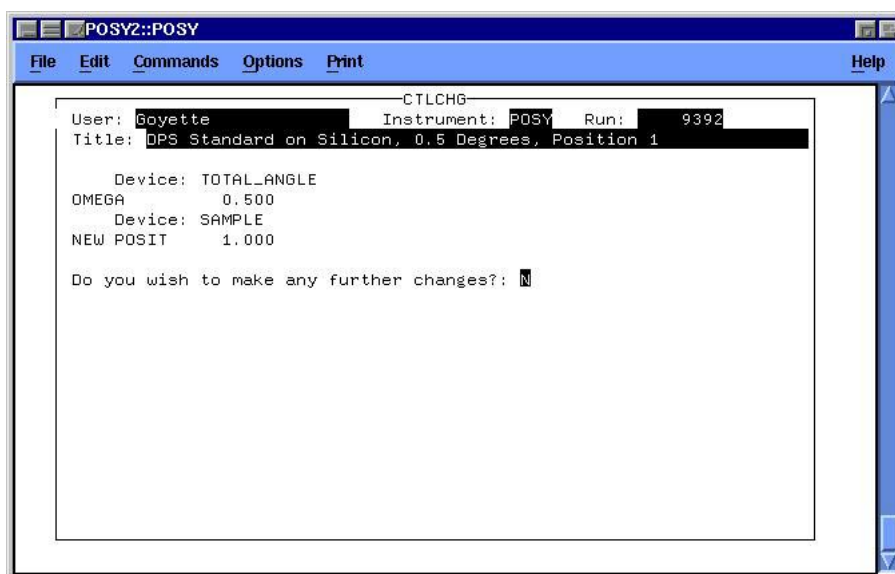 POSY2::POSY
File Edit Commands Options Print Help
CTLCHG
User: Goyette Instrument: POSY Run: 9392
Title: DPS Standard on Silicon, 0.5 Degrees, Position 1
Device: TOTAL_ANGLE
OMEGA 0.500
Device: SAMPLE
NEW POSIT 1.000
Do you wish to make any further changes?: N